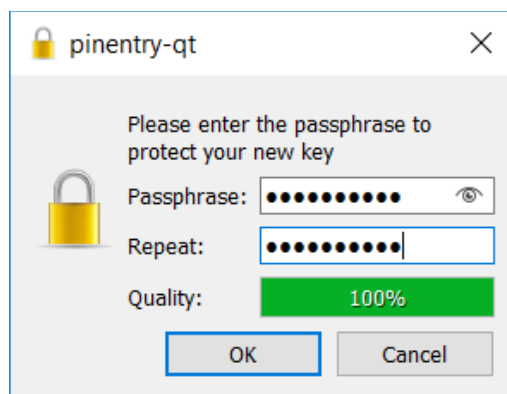 pinentry-qt
Please enter the passphrase to
protect your new key
Passphrase: ●●●●●●●●●●
Repeat: ●●●●●●●●●●
Quality: 100%
OK Cancel